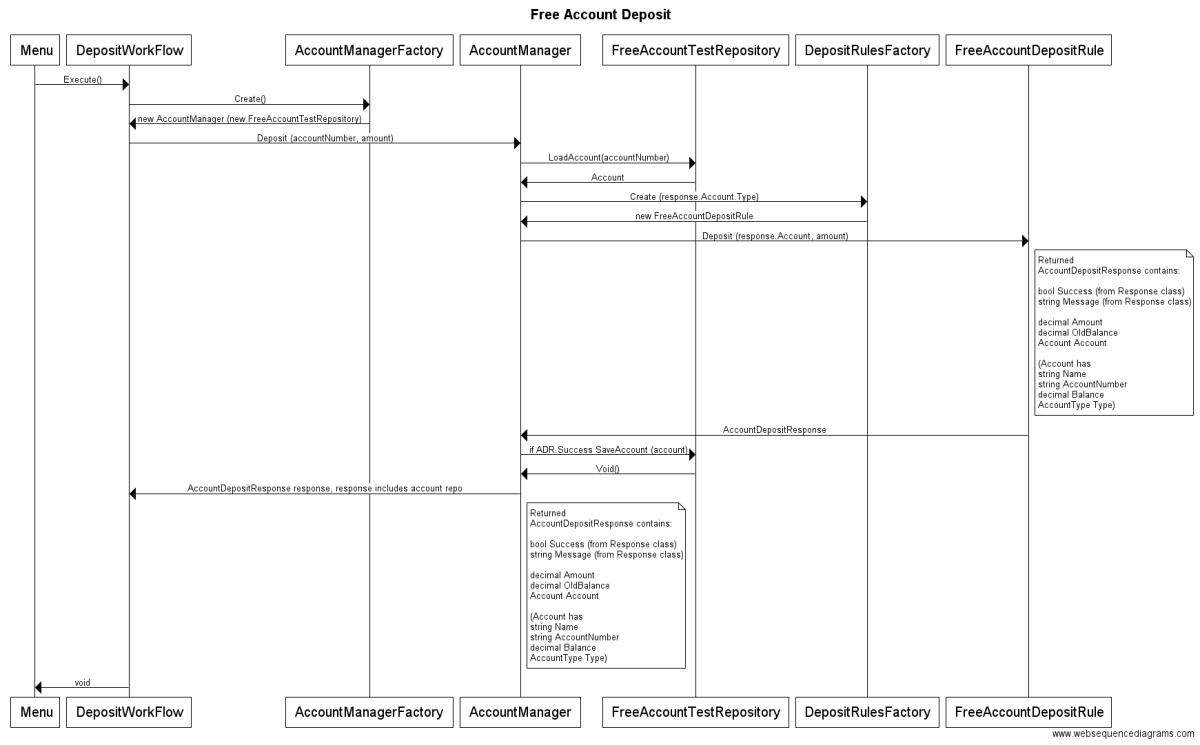 Free Account Deposit
Menu
DepositWorkFlow
AccountManagerFactory
AccountManager
FreeAccountTestRepository
DepositRulesFactory
FreeAccountDepositRule
Execute()
Create()
new AccountManager (new FreeAccountTestRepository)
Deposit (accountNumber, amount)
LoadAccount(accountNumber)
Account
Create (response.Account.Type)
new FreeAccountDepositRule
Deposit (response.Account, amount)
Returned
AccountDepositResponse contains:
bool Success (from Response class)
string Message (from Response class)
decimal Amount
decimal OldBalance
Account Account
(Account has
string Name
string AccountNumber
decimal Balance
AccountType Type)
AccountDepositResponse
if ADR.Success SaveAccount (account)
Void()
AccountDepositResponse response, response includes account repo
Returned
AccountDepositResponse contains:
bool Success (from Response class)
string Message (from Response class)
decimal Amount
decimal OldBalance
Account Account
(Account has
string Name
string AccountNumber
decimal Balance
AccountType Type)
void
Menu
DepositWorkFlow
AccountManagerFactory
AccountManager
FreeAccountTestRepository
DepositRulesFactory
FreeAccountDepositRule
www.websequencediagrams.com